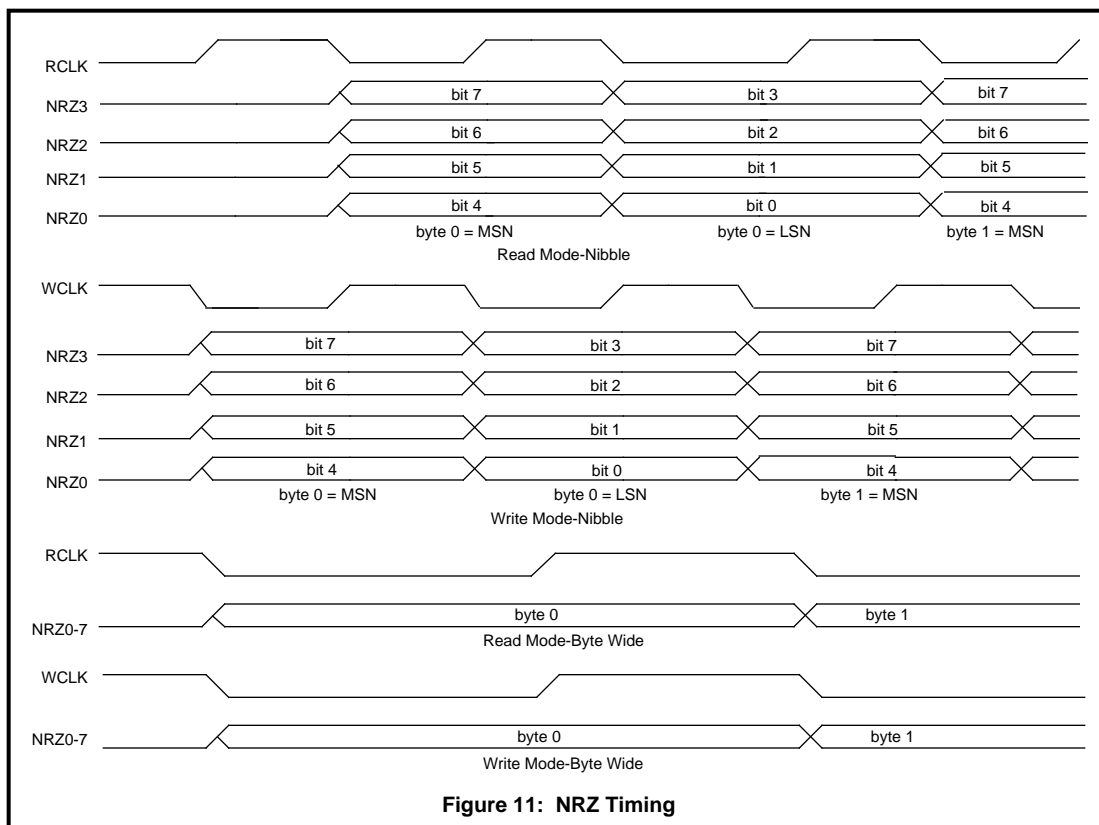 RCLK
NRZ3 bit 7 bit 3 bit 7
NRZ2 bit 6 bit 2 bit 6
NRZ1 bit 5 bit 1 bit 5
NRZ0 bit 4 bit 0 bit 4
byte 0 = MSN byte 0 = LSN byte 1 = MSN
Read Mode-Nibble
WCLK
NRZ3 bit 7 bit 3 bit 7
NRZ2 bit 6 bit 2 bit 6
NRZ1 bit 5 bit 1 bit 5
NRZ0 bit 4 bit 0 bit 4
byte 0 = MSN byte 0 = LSN byte 1 = MSN
Write Mode-Nibble
RCLK
NRZ0-7 byte 0 byte 1
Read Mode-Byte Wide
WCLK
NRZ0-7 byte 0 byte 1
Write Mode-Byte Wide
Figure 11: NRZ Timing